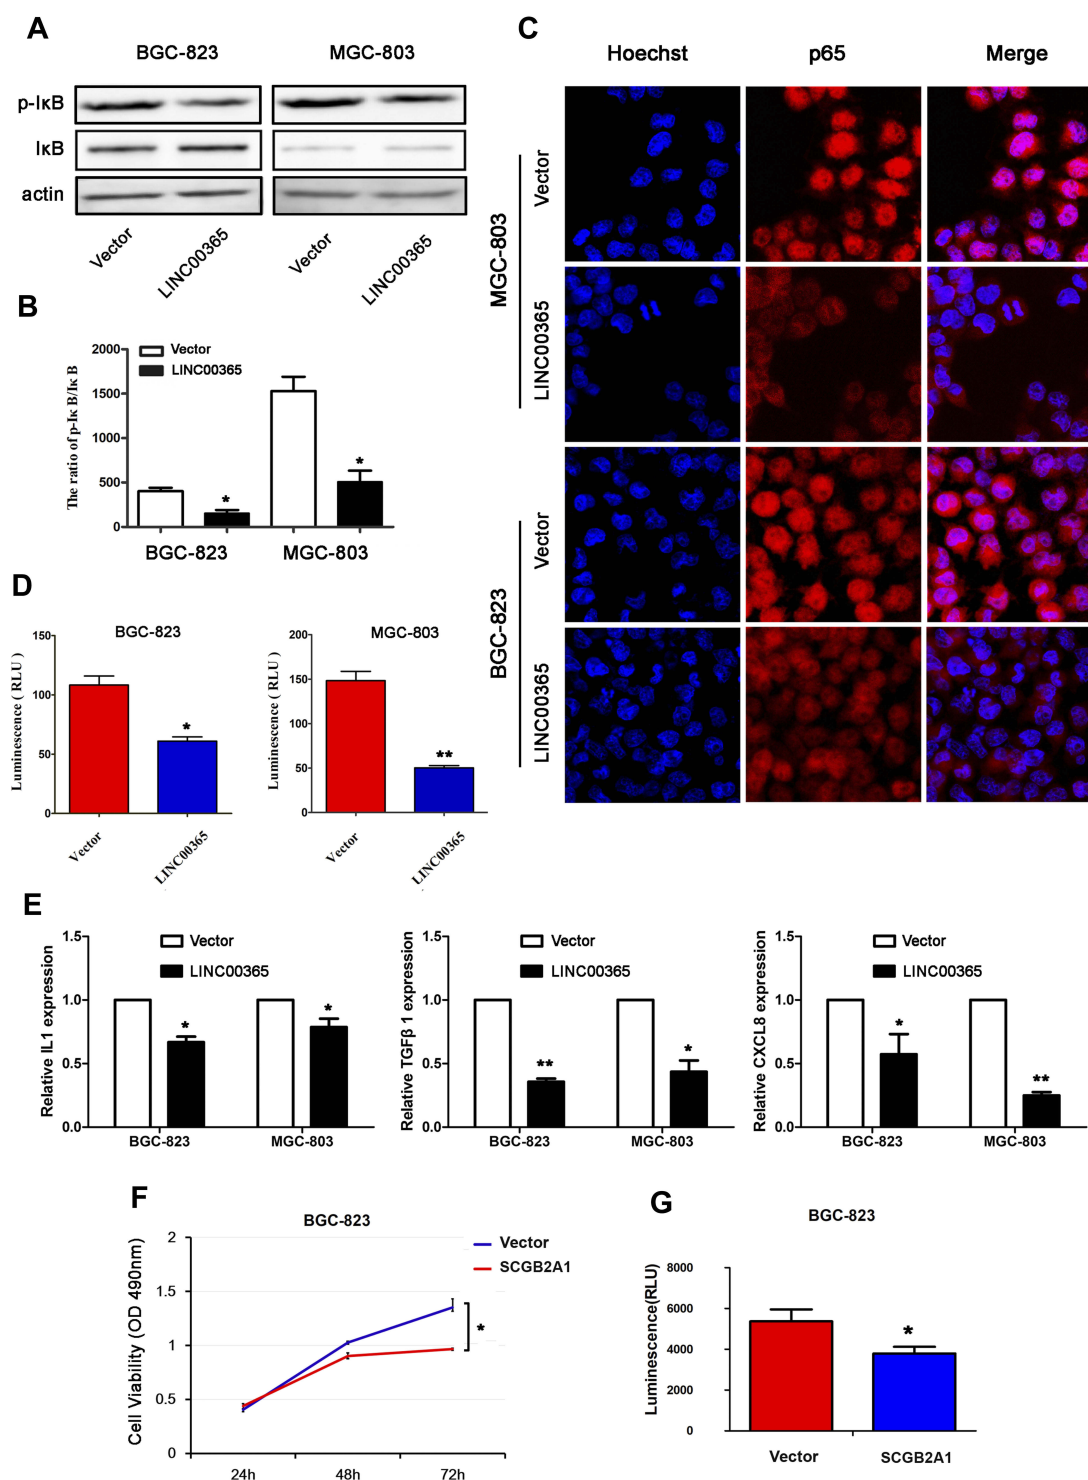 A
BGC-823 MGC-803
p-IκB
IκB
actin
Vector LINC00365 Vector LINC00365
B
The ratio of p-Iκ B/Iκ B
2000
1500
1000
500
0
Vector
LINC00365
* *
BGC-823 MGC-803
C
Hoechst p65 Merge
MGC-803
Vector
LINC00365
BGC-823
Vector
LINC00365
D
BGC-823
Luminescence ( RLU )
150
100
50
0
*
Vector LINC00365
MGC-803
Luminescence ( RLU )
200
150
100
50
0
**
Vector LINC00365
E
Relative IL1 expression
1.5
1.0
0.5
0.0
Vector
LINC00365
* *
BGC-823 MGC-803
Relative TGFβ 1 expression
1.5
1.0
0.5
0.0
Vector
LINC00365
** *
BGC-823 MGC-803
Relative CXCL8 expression
1.5
1.0
0.5
0.0
Vector
LINC00365
* **
BGC-823 MGC-803
F
BGC-823
Cell Viability (OD 490nm)
2
1.5
1
0.5
0
Vector
SCGB2A1
*
24h 48h 72h
G
BGC-823
Luminescence(RLU)
8000
6000
4000
2000
0
*
Vector SCGB2A1